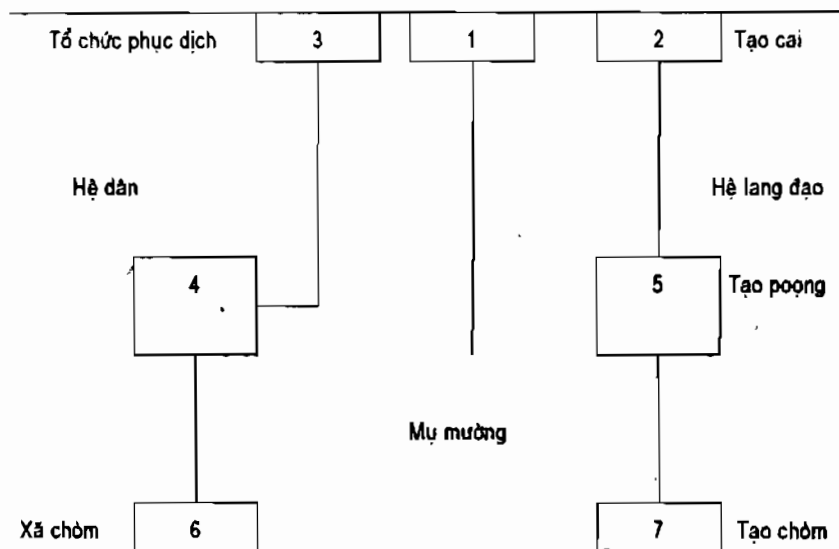 Tổ chức phục dịch 3 1 2 Tạo cai
Hệ dân Hệ lang đạo
4 5 Tạo poọng
Mụ mường
Xã chòm 6 7 Tạo chòm